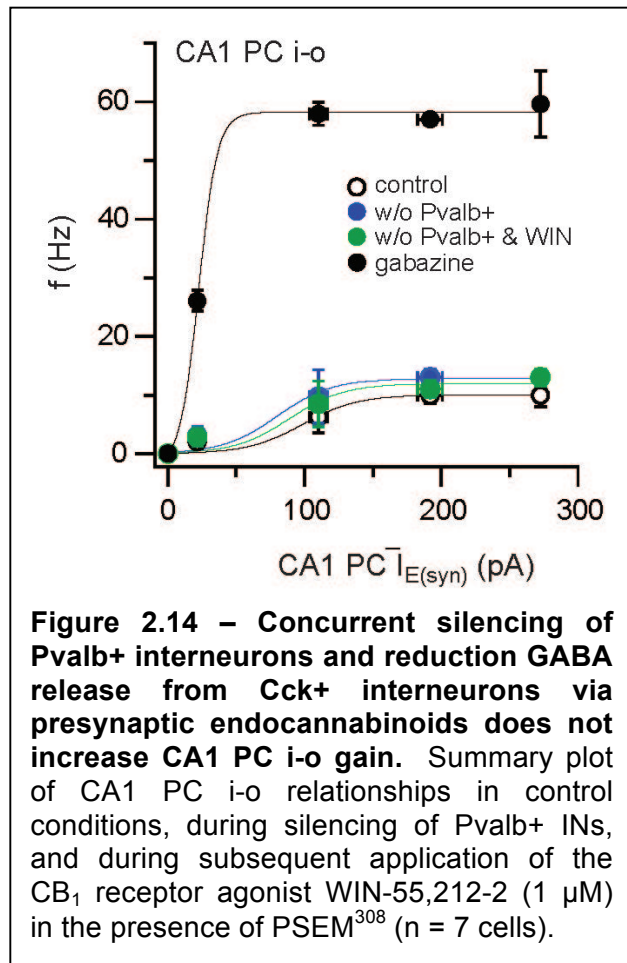 CA1 PC i-o
60
40
20
0
f (Hz)
control
w/o Pvalb+
w/o Pvalb+ & WIN
gabazine
0 100 200 300
CA1 PC I̅E(syn) (pA)
Figure 2.14 – Concurrent silencing of
Pvalb+ interneurons and reduction GABA
release from Cck+ interneurons via
presynaptic endocannabinoids does not
increase CA1 PC i-o gain. Summary plot
of CA1 PC i-o relationships in control
conditions, during silencing of Pvalb+ INs,
and during subsequent application of the
CB₁ receptor agonist WIN-55,212-2 (1 µM)
in the presence of PSEM³⁰⁸ (n = 7 cells).